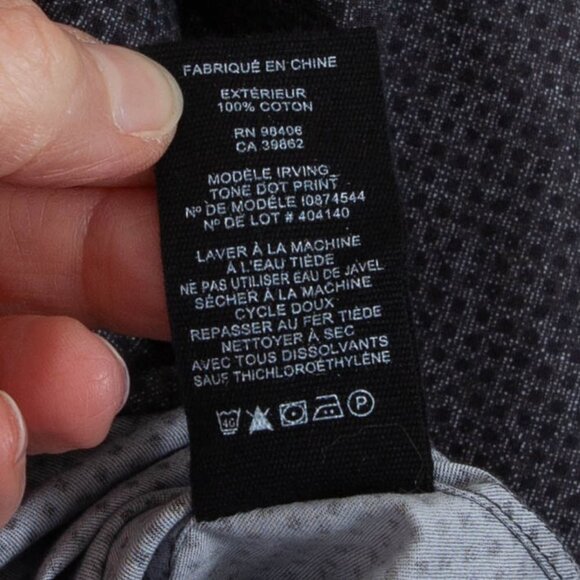 FABRIQUÉ EN CHINE
EXTÉRIEUR
100% COTON
RN 98406
CA 39862
MODÈLE IRVING_
TONE DOT PRINT
Nº DE MODÈLE I0874544
Nº DE LOT # 404140
LAVER À LA MACHINE
À L'EAU TIÈDE
NE PAS UTILISER EAU DE JAVEL
SÉCHER À LA MACHINE
CYCLE DOUX
REPASSER AU FER TIÈDE
NETTOYER À SEC
AVEC TOUS DISSOLVANTS
SAUF THICHLOROÉTHYLÈNE
40 P